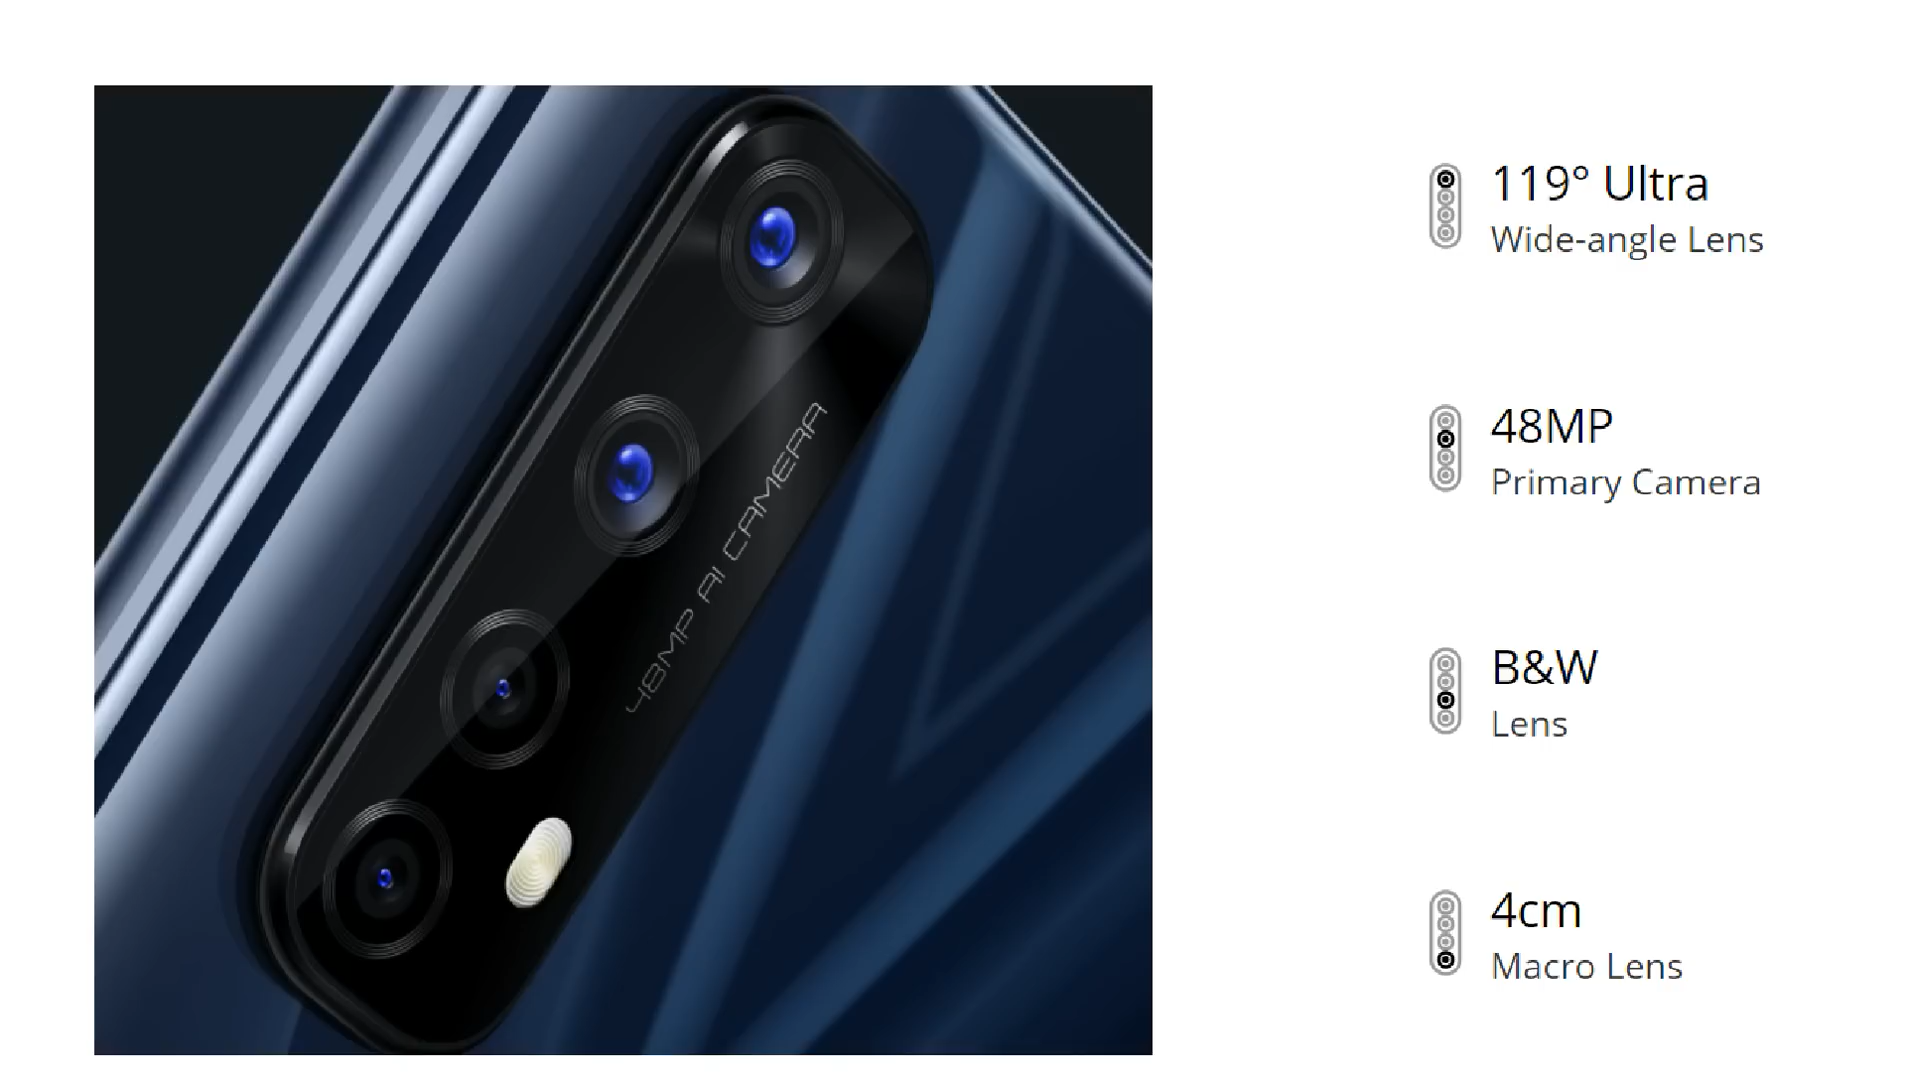 48MP AI CAMERA
119° Ultra
Wide-angle Lens
48MP
Primary Camera
B&W
Lens
4cm
Macro Lens